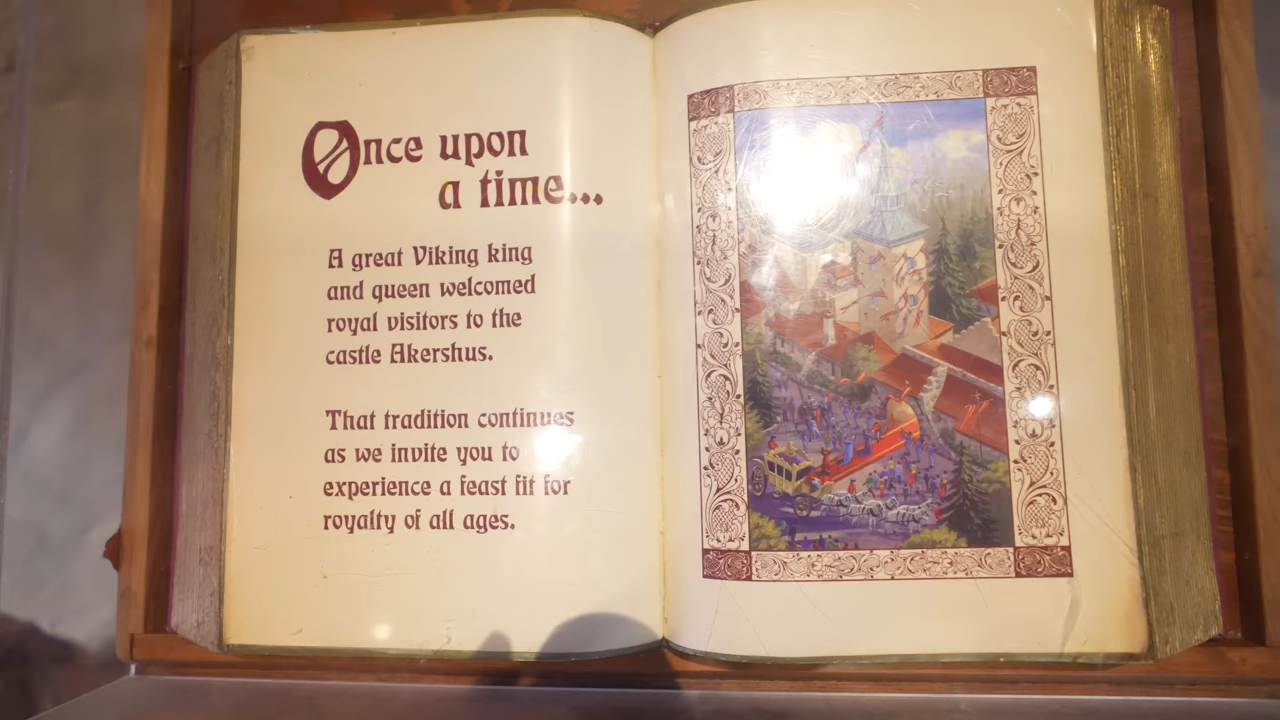 Once upon
a time...
A great Viking king
and queen welcomed
royal visitors to the
castle Akershus.
That tradition continues
as we invite you to
experience a feast fit for
royalty of all ages.